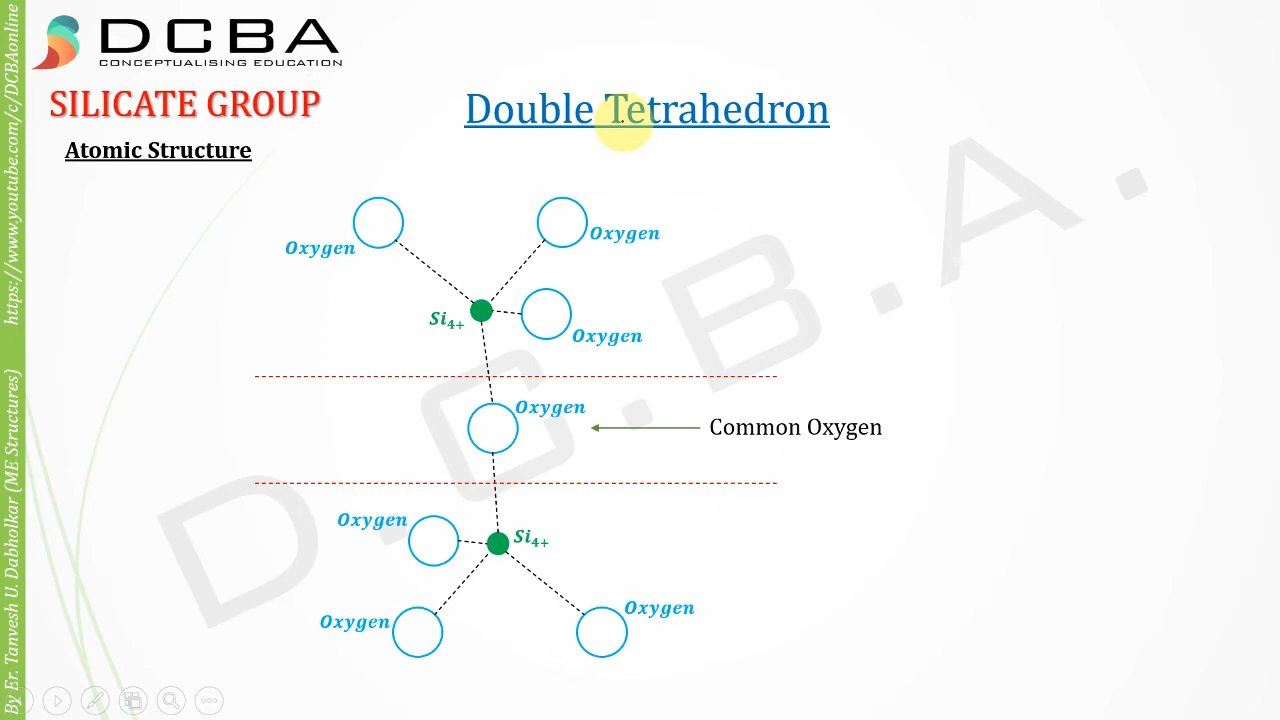 DCBA
CONCEPTUALISING EDUCATION
SILICATE GROUP
Double Tetrahedron
Atomic Structure
Oxygen
Oxygen
Si4+
Oxygen
Oxygen
Common Oxygen
Oxygen
Si4+
Oxygen
Oxygen
D.C.B.A.
By Er. Tanvesh U. Dabholkar (ME Structures) https://www.youtube.com/c/DCBAonline